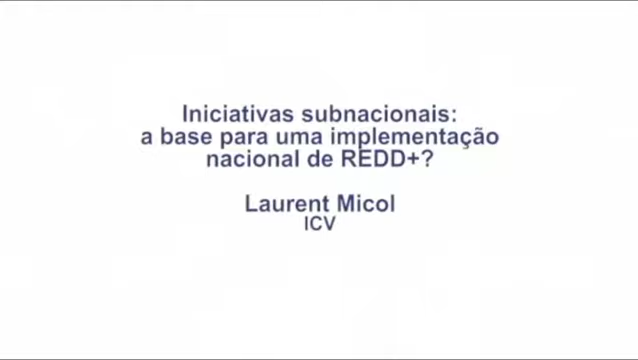 Iniciativas subnacionais:
a base para uma implementação
nacional de REDD+?
Laurent Micol
ICV